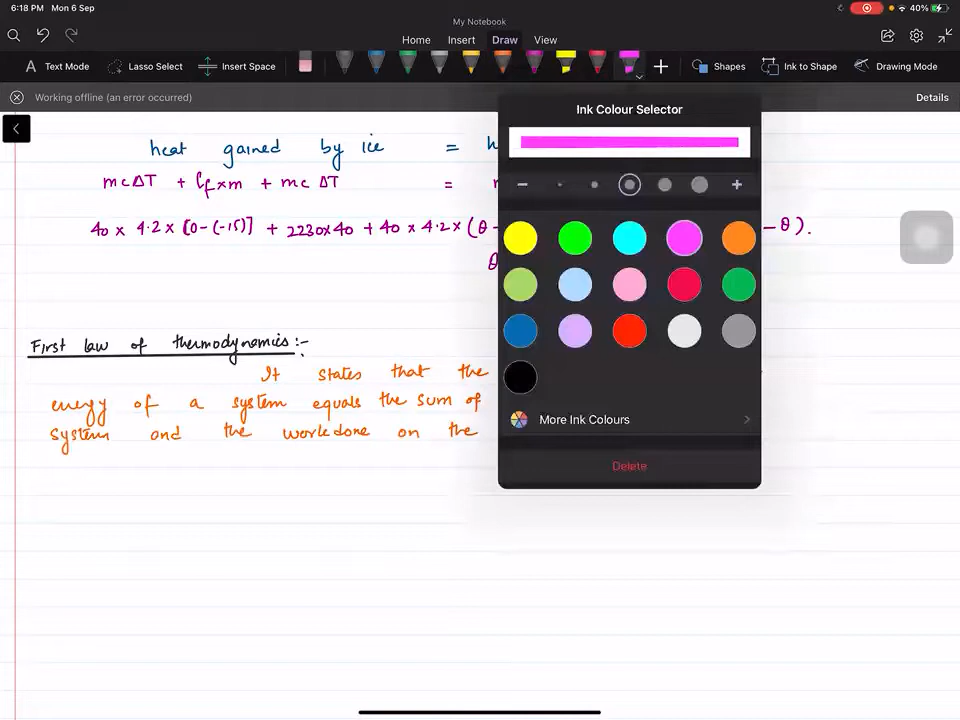 6:18 PM Mon 6 Sep
40%
My Notebook
Home Insert Draw View
Text Mode Lasso Select Insert Space Shapes Ink to Shape Drawing Mode
Working offline (an error occurred) Details
Ink Colour Selector
heat gained by ice = h
mcΔT + Lf×m + mcΔT =
40 × 4.2 × [0-(-15)] + 2230×40 + 40 × 4.2 × (θ - - θ).
θ
First law of thermodynamics :-
It states that the
energy of a system equals the sum of
system and the workdone on the
More Ink Colours
Delete